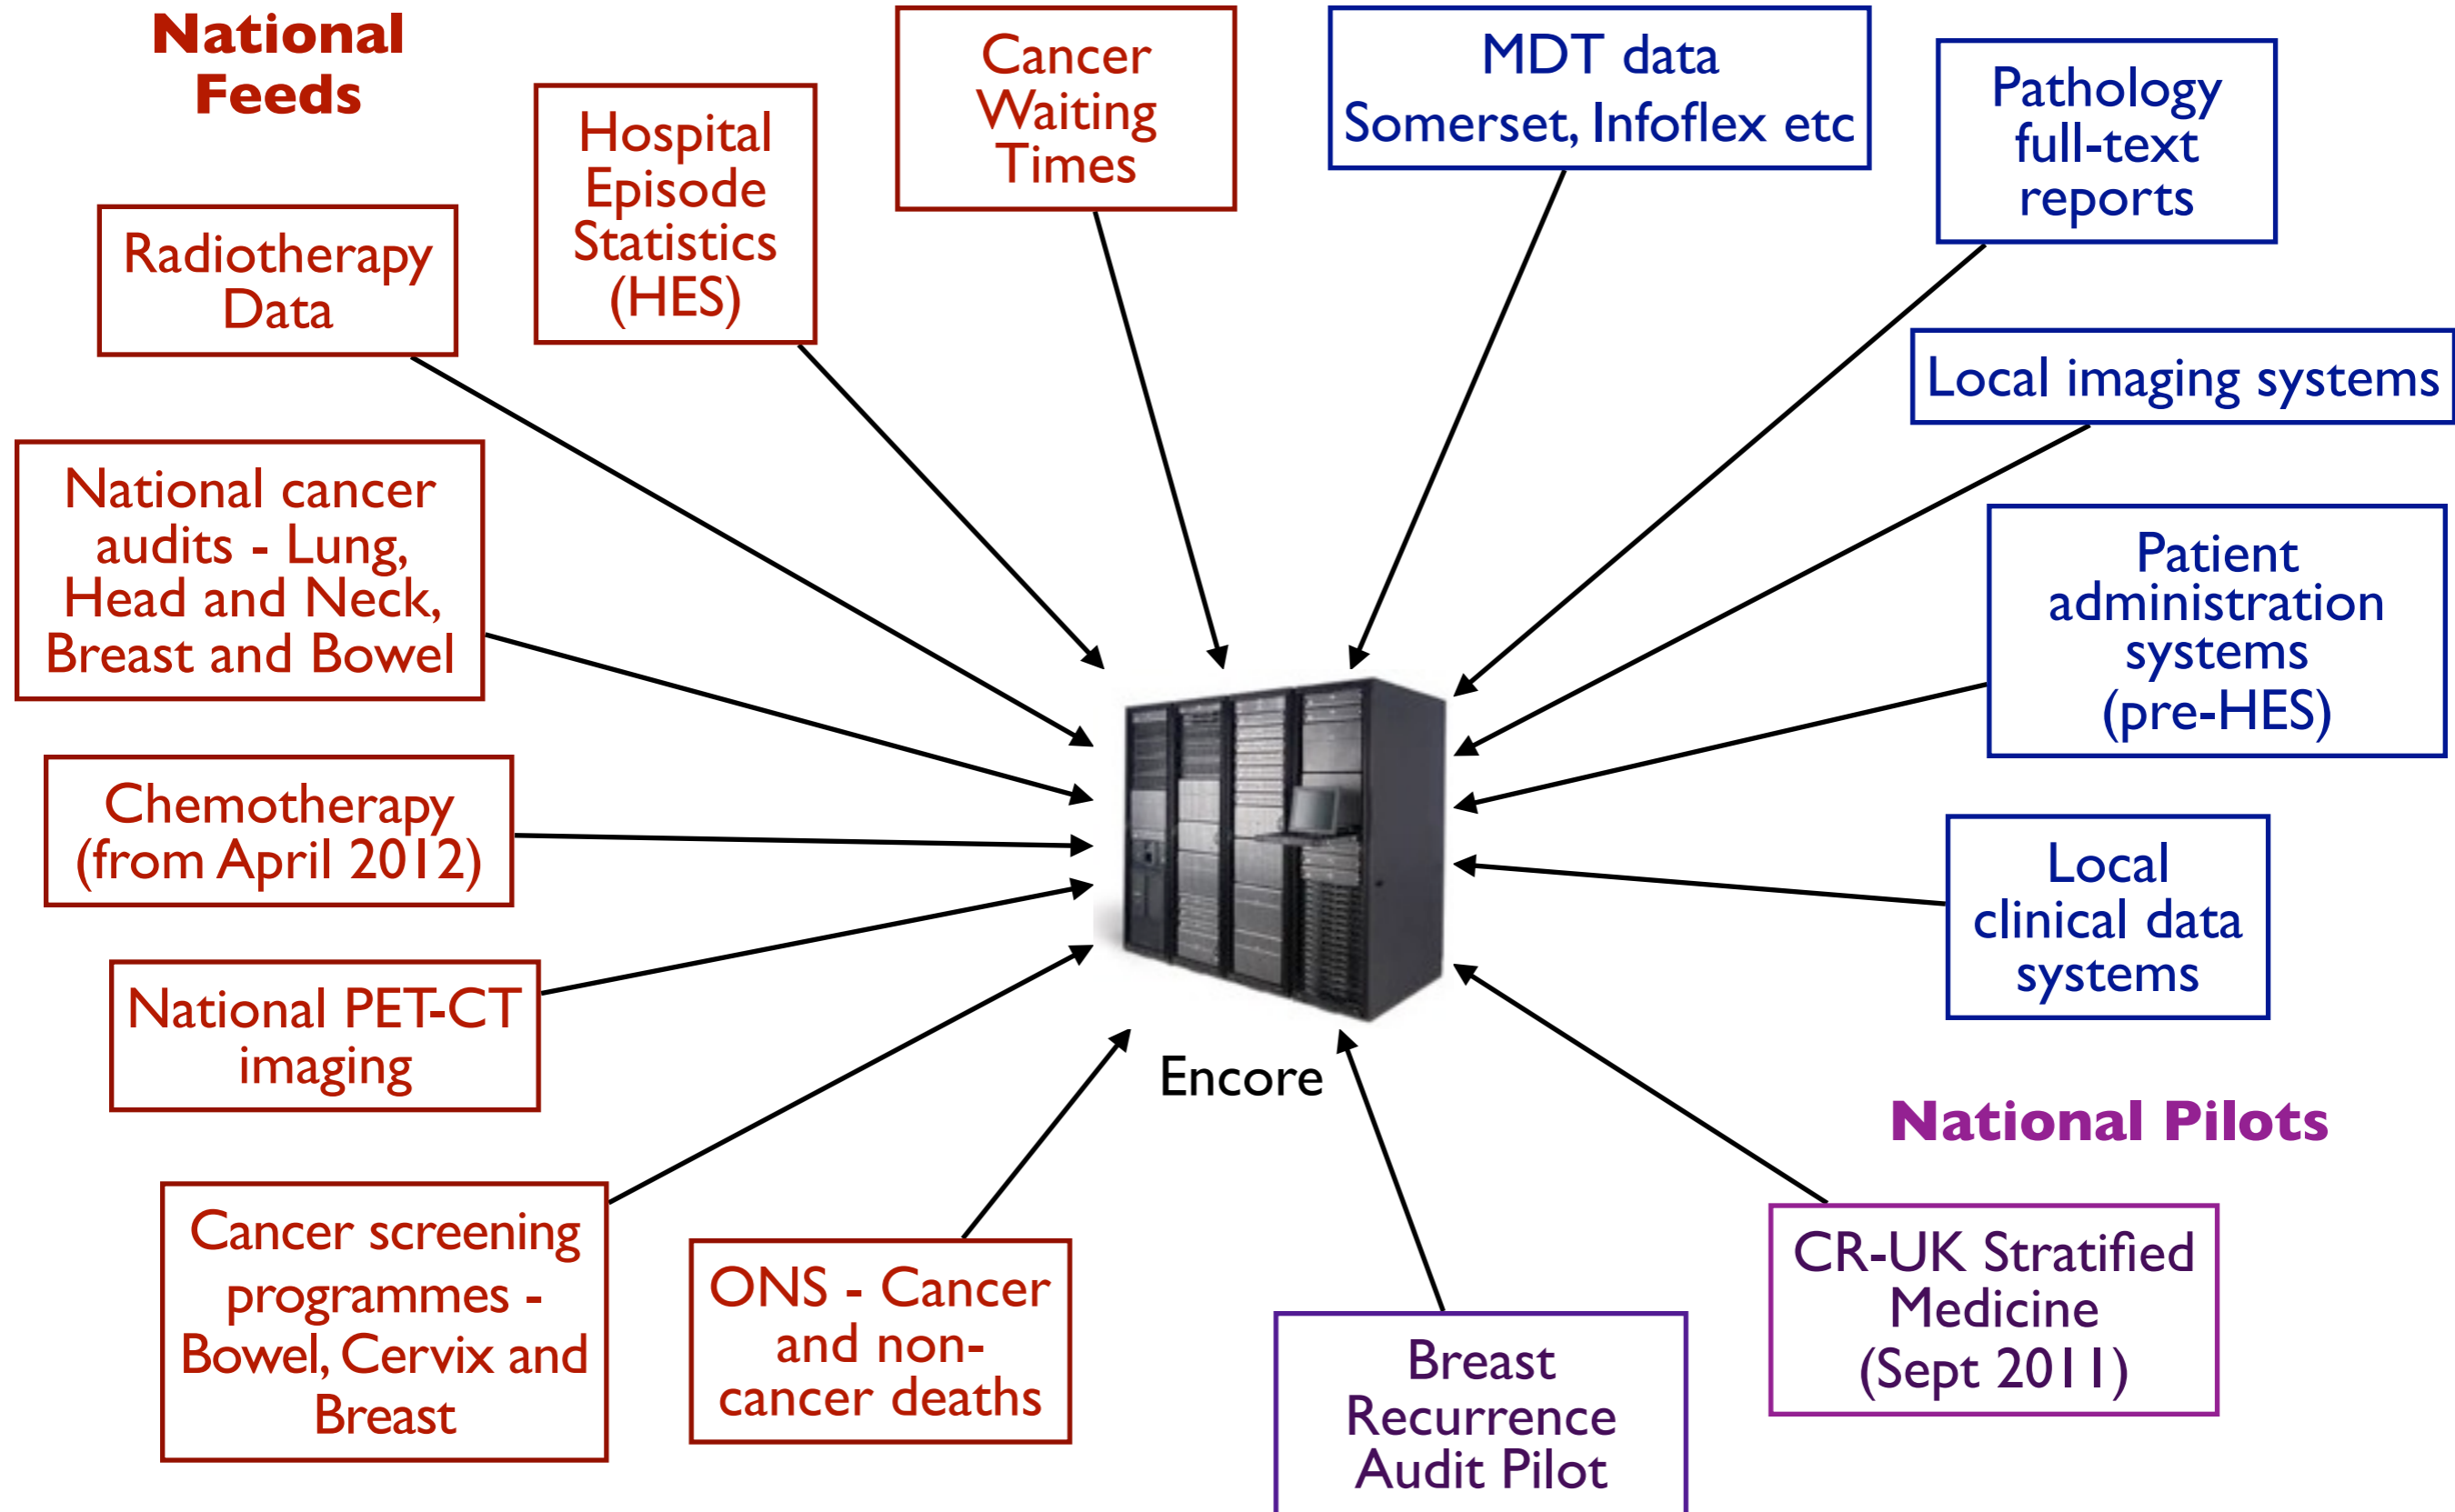 National
Feeds
Cancer
Waiting
Times
MDT data
Somerset, Infoflex etc
Pathology
full-text
reports
Hospital
Episode
Statistics
(HES)
Radiotherapy
Data
Local imaging systems
National cancer
audits - Lung,
Head and Neck,
Breast and Bowel
Patient
administration
systems
(pre-HES)
Chemotherapy
(from April 2012)
Local
clinical data
systems
National PET-CT
imaging
Encore
National Pilots
Cancer screening
programmes -
Bowel, Cervix and
Breast
ONS - Cancer
and non-
cancer deaths
Breast
Recurrence
Audit Pilot
CR-UK Stratified
Medicine
(Sept 2011)